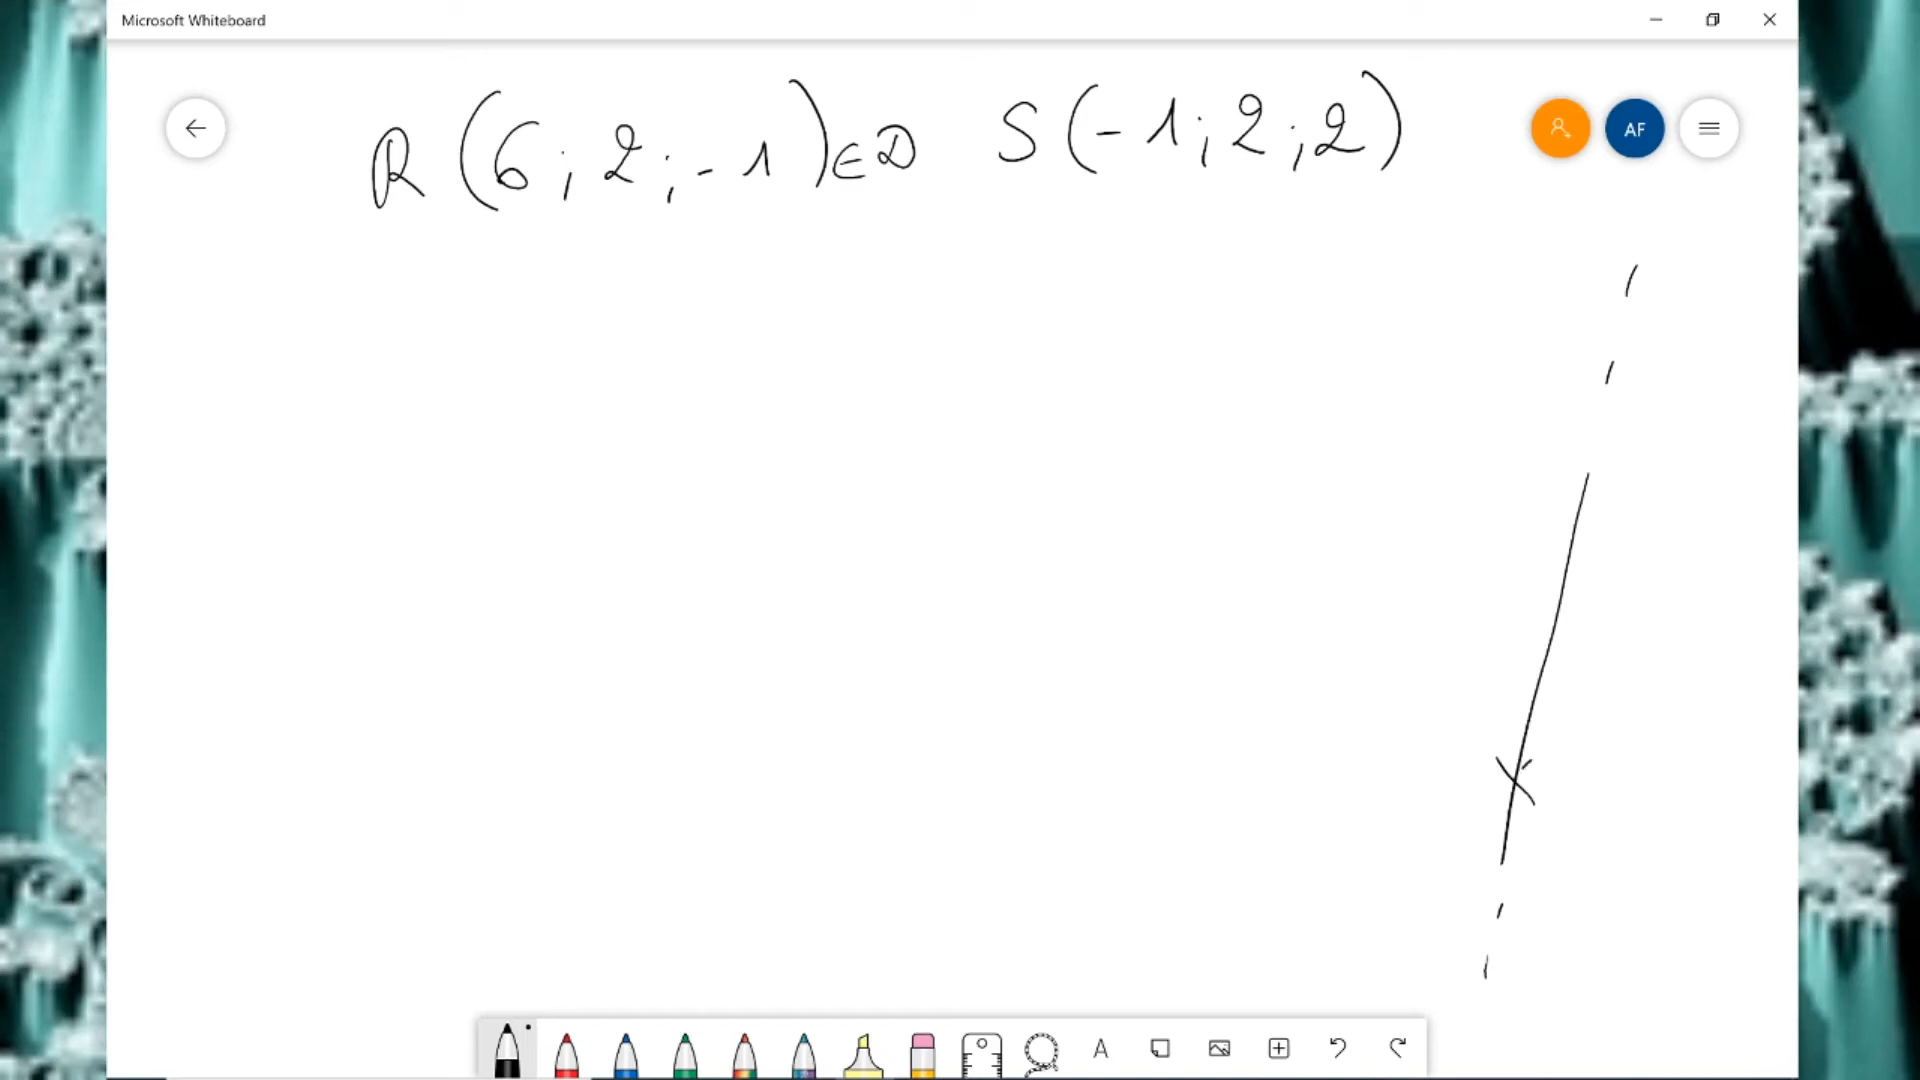 Microsoft Whiteboard
R (6 ; 2 ; - 1) ∈ D S (- 1 ; 2 ; 2)
AF
A